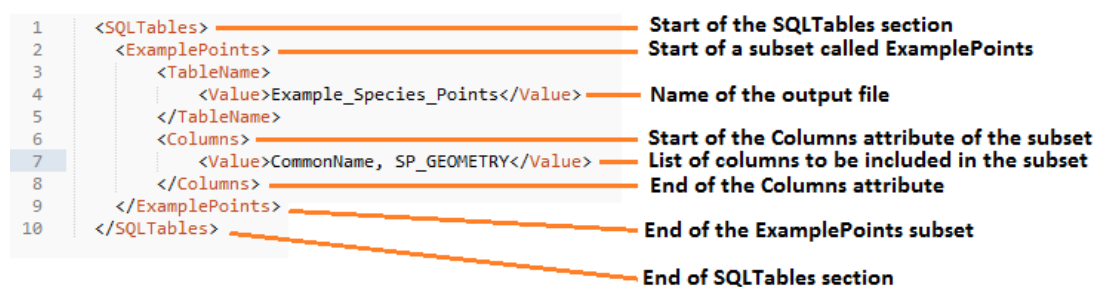 1 <SQLTables> Start of the SQLTables section
2 <ExamplePoints> Start of a subset called ExamplePoints
3 <TableName>
4 <Value>Example_Species_Points</Value> Name of the output file
5 </TableName>
6 <Columns> Start of the Columns attribute of the subset
7 <Value>CommonName, SP_GEOMETRY</Value> List of columns to be included in the subset
8 </Columns> End of the Columns attribute
9 </ExamplePoints> End of the ExamplePoints subset
10 </SQLTables> End of SQLTables section